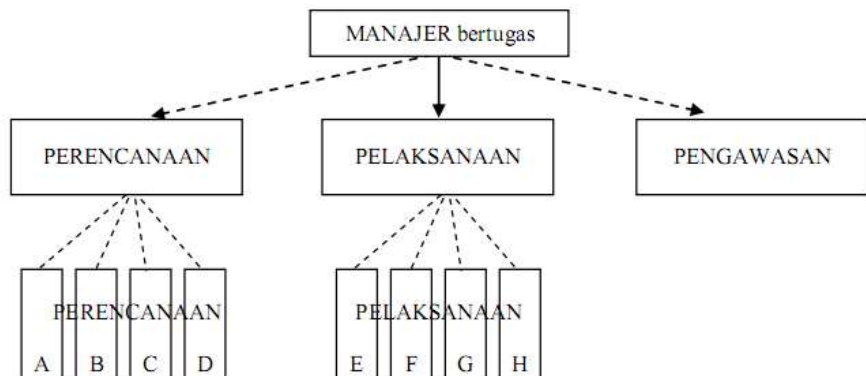 MANAJER bertugas
PERENCANAAN
PELAKSANAAN
PENGAWASAN
PERENCANAAN
PELAKSANAAN
A B C D
E F G H